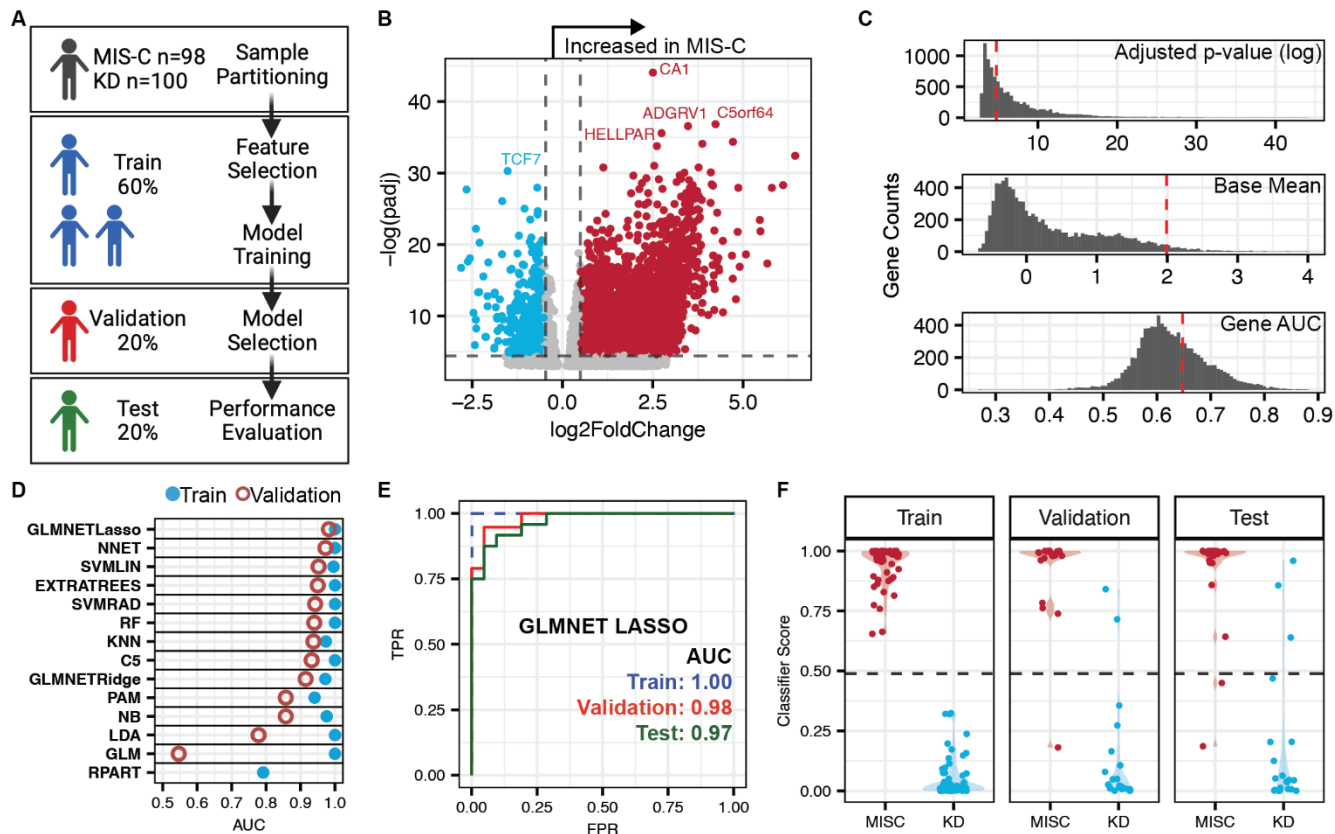 A
MIS-C n=98
KD n=100
Sample
Partitioning
Train
60%
Feature
Selection
Model
Training
Validation
20%
Model
Selection
Test
20%
Performance
Evaluation
B
Increased in MIS-C
CA1
ADGRV1 C5orf64
HELLPAR
TCF7
-log(padj)
40
30
20
10
−2.5 0.0 2.5 5.0
log2FoldChange
C
Gene Counts
Adjusted p-value (log)
1000
500
0
10 20 30 40
Base Mean
400
200
0
0 1 2 3 4
Gene AUC
400
200
0
0.3 0.4 0.5 0.6 0.7 0.8 0.9
D
Train Validation
GLMNETLasso
NNET
SVMLIN
EXTRATREES
SVMRAD
RF
KNN
C5
GLMNETRidge
PAM
NB
LDA
GLM
RPART
0.5 0.6 0.7 0.8 0.9 1.0
AUC
E
TPR
1.00
0.75
0.50
0.25
0.00
GLMNET LASSO
AUC
Train: 1.00
Validation: 0.98
Test: 0.97
0.00 0.25 0.50 0.75 1.00
FPR
F
Train Validation Test
Classifier Score
1.00
0.75
0.50
0.25
0.00
MISC KD MISC KD MISC KD